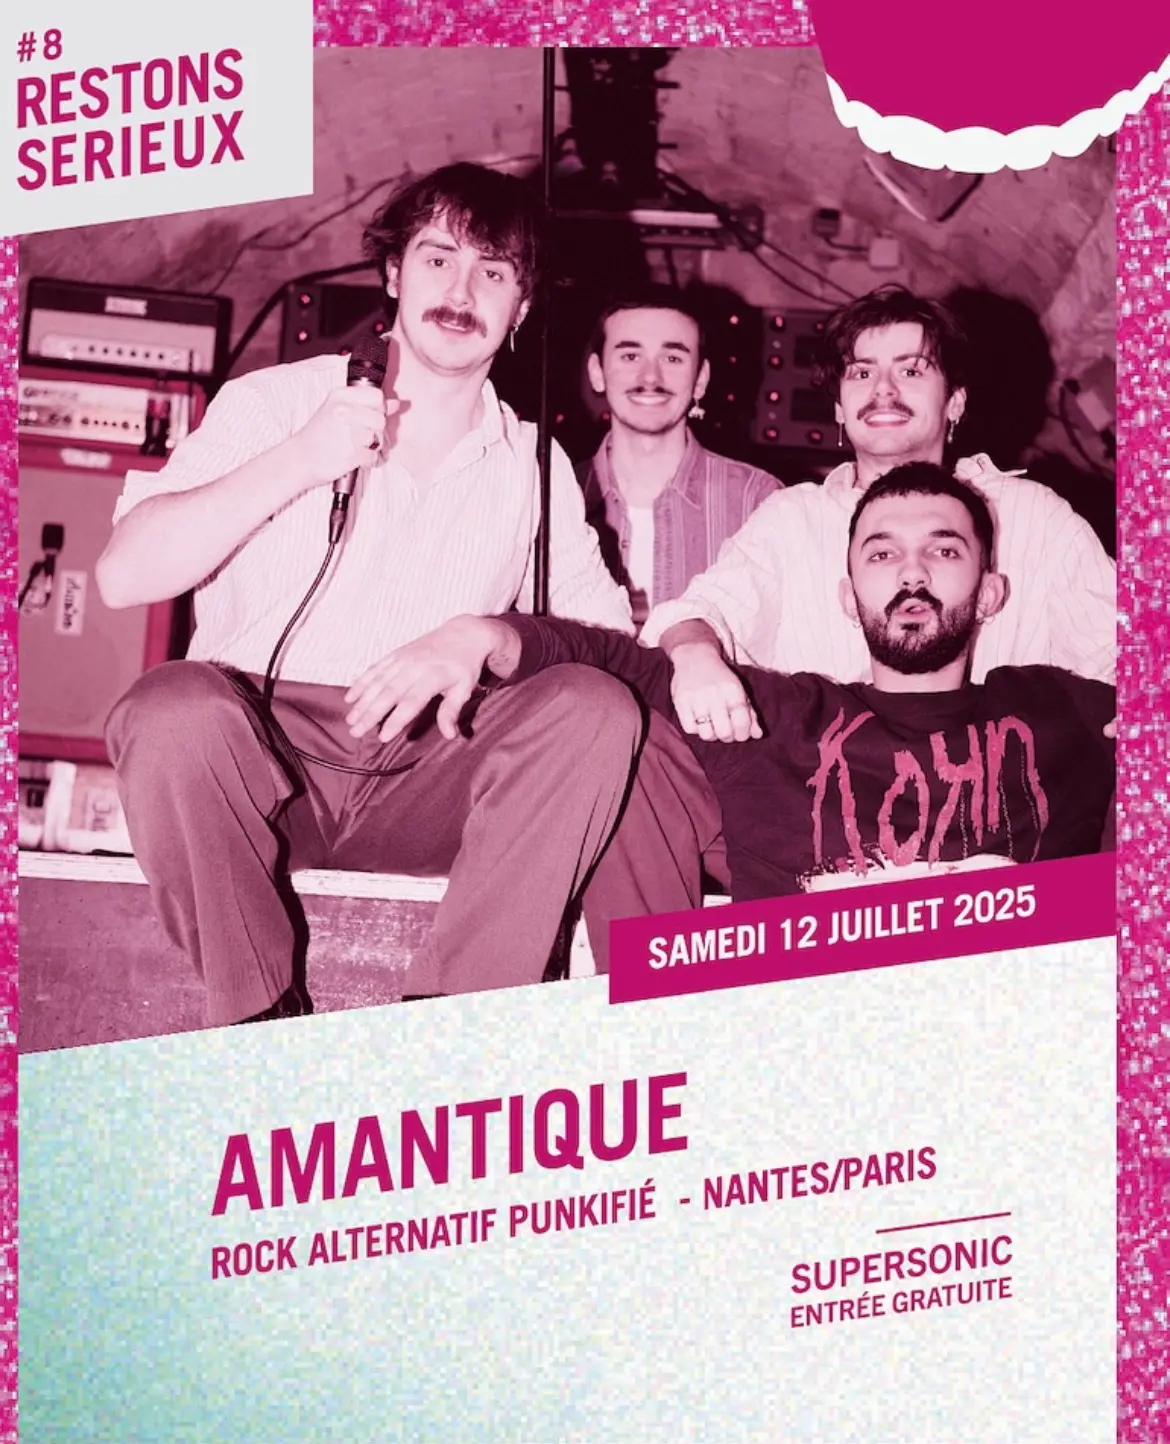 #8
RESTONS
SERIEUX
KoRn
SAMEDI 12 JUILLET 2025
AMANTIQUE
ROCK ALTERNATIF PUNKIFIÉ - NANTES/PARIS
SUPERSONIC
ENTRÉE GRATUITE